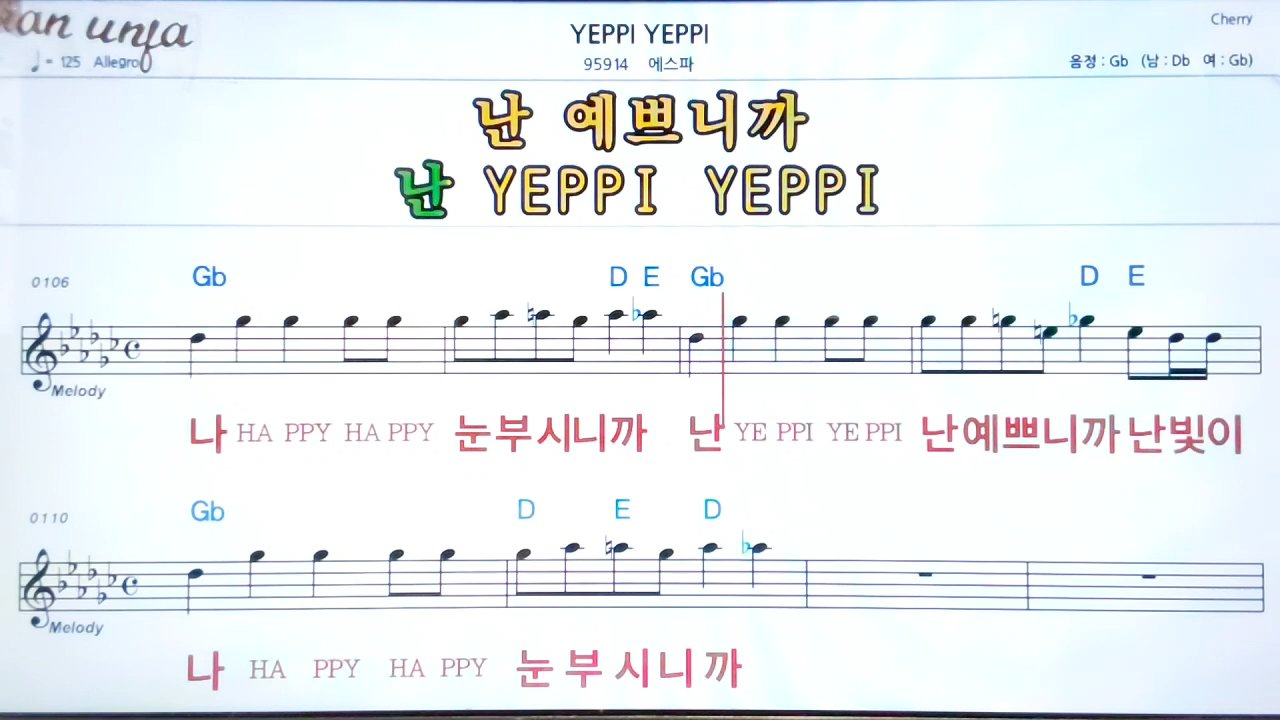 YEPPI YEPPI
Cherry
♩= 125 Allegro
95914 에스파
음정 : Gb (남 : Db 여 : Gb)
난 예쁘니까
난 YEPPI YEPPI
0106 Gb D E Gb D E
Melody
나 HA PPY HA PPY 눈부시니까 난 YE PPI YE PPI 난예쁘니까 난빛이
0110 Gb D E D
Melody
나 HA PPY HA PPY 눈 부 시 니 까